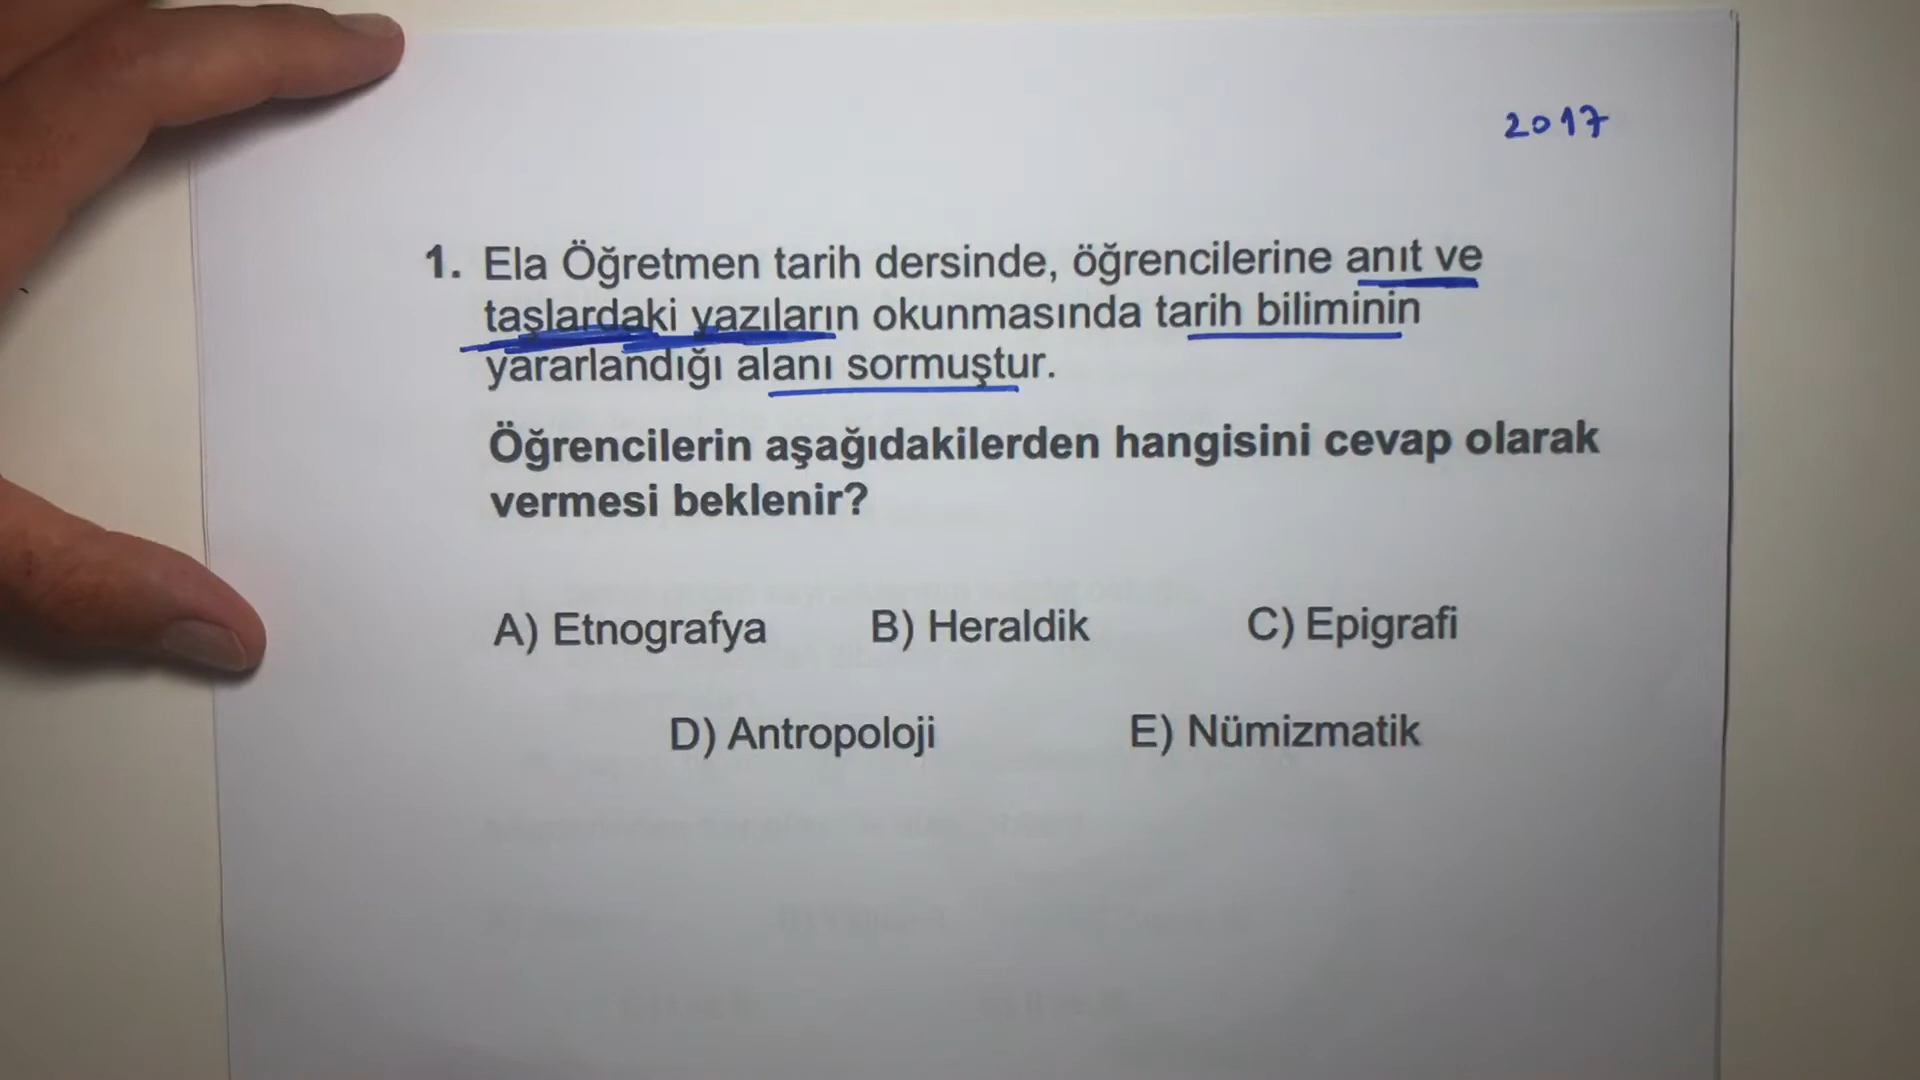 2017
1. Ela Öğretmen tarih dersinde, öğrencilerine anıt ve
taşlardaki yazıların okunmasında tarih biliminin
yararlandığı alanı sormuştur.
Öğrencilerin aşağıdakilerden hangisini cevap olarak
vermesi beklenir?
A) Etnografya B) Heraldik C) Epigrafi
D) Antropoloji E) Nümizmatik